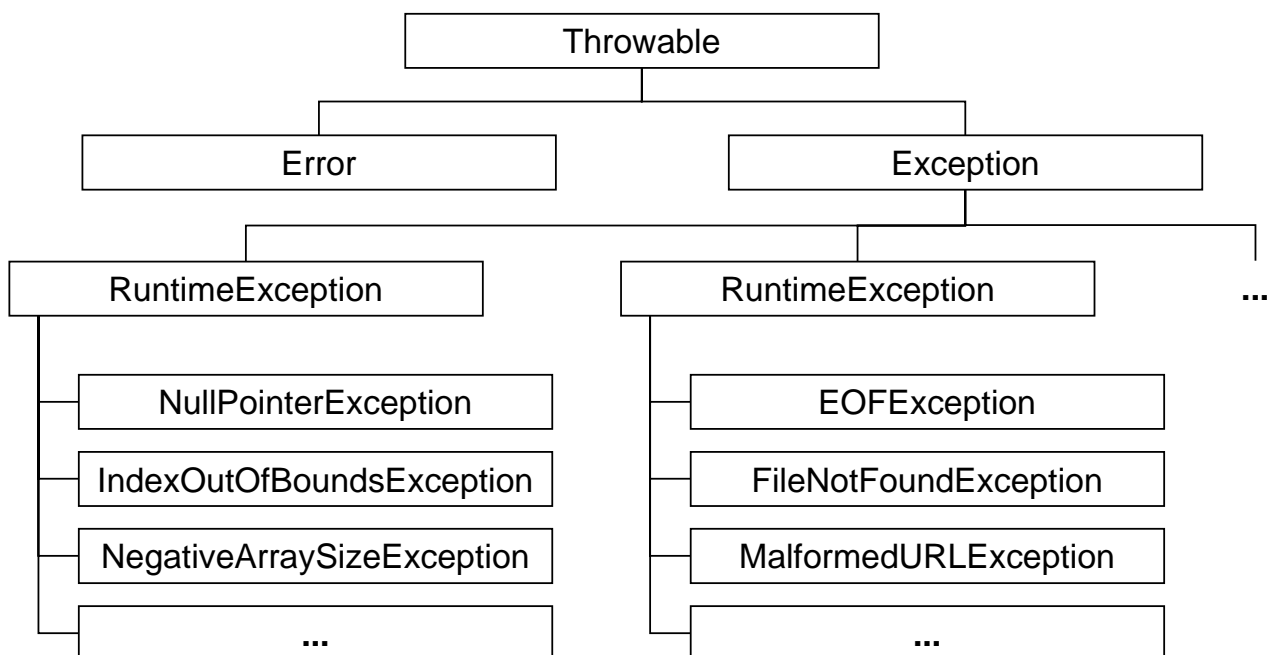 Throwable
Error
Exception
RuntimeException
RuntimeException
...
NullPointerException
EOFException
IndexOutOfBoundsException
FileNotFoundException
NegativeArraySizeException
MalformedURLException
...
...